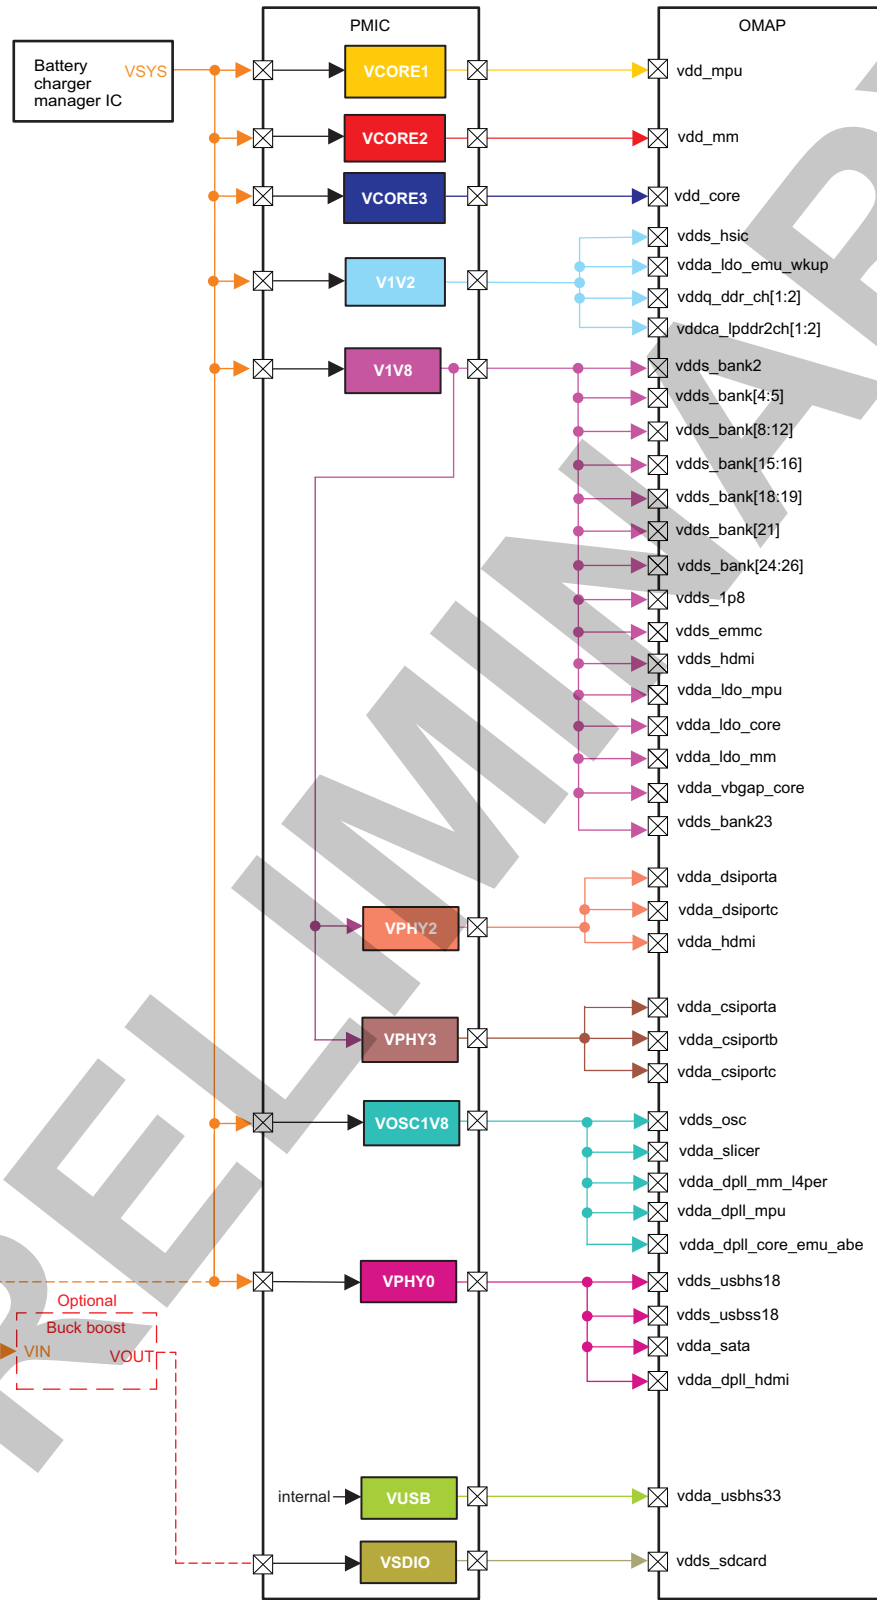 PMIC
OMAP
Battery
charger
manager IC
VSYS
VCORE1
vdd_mpu
VCORE2
vdd_mm
VCORE3
vdd_core
vdds_hsic
V1V2
vdda_ldo_emu_wkup
vddq_ddr_ch[1:2]
vddca_lpddr2ch[1:2]
V1V8
vdds_bank2
vdds_bank[4:5]
vdds_bank[8:12]
vdds_bank[15:16]
vdds_bank[18:19]
vdds_bank[21]
vdds_bank[24:26]
vdds_1p8
vdds_emmc
vdds_hdmi
vdda_ldo_mpu
vdda_ldo_core
vdda_ldo_mm
vdda_vbgap_core
vdds_bank23
vdda_dsiporta
VPHY2
vdda_dsiportc
vdda_hdmi
vdda_csiporta
VPHY3
vdda_csiportb
vdda_csiportc
VOSC1V8
vdds_osc
vdda_slicer
vdda_dpll_mm_l4per
vdda_dpll_mpu
vdda_dpll_core_emu_abe
VPHY0
vdds_usbhs18
Optional
Buck boost
VIN
VOUT
vdds_usbss18
vdda_sata
vdda_dpll_hdmi
internal
VUSB
vdda_usbhs33
VSDIO
vdds_sdcard
RELIMINAR